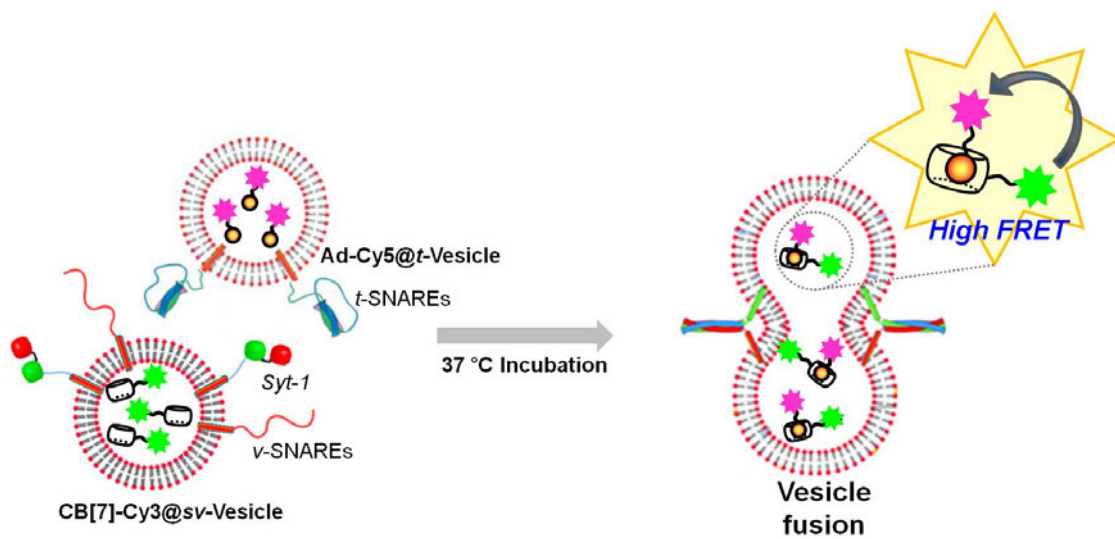 High FRET
Ad-Cy5@t-Vesicle
t-SNAREs
37 °C Incubation
Syt-1
v-SNAREs
CB[7]-Cy3@sv-Vesicle
Vesicle
fusion